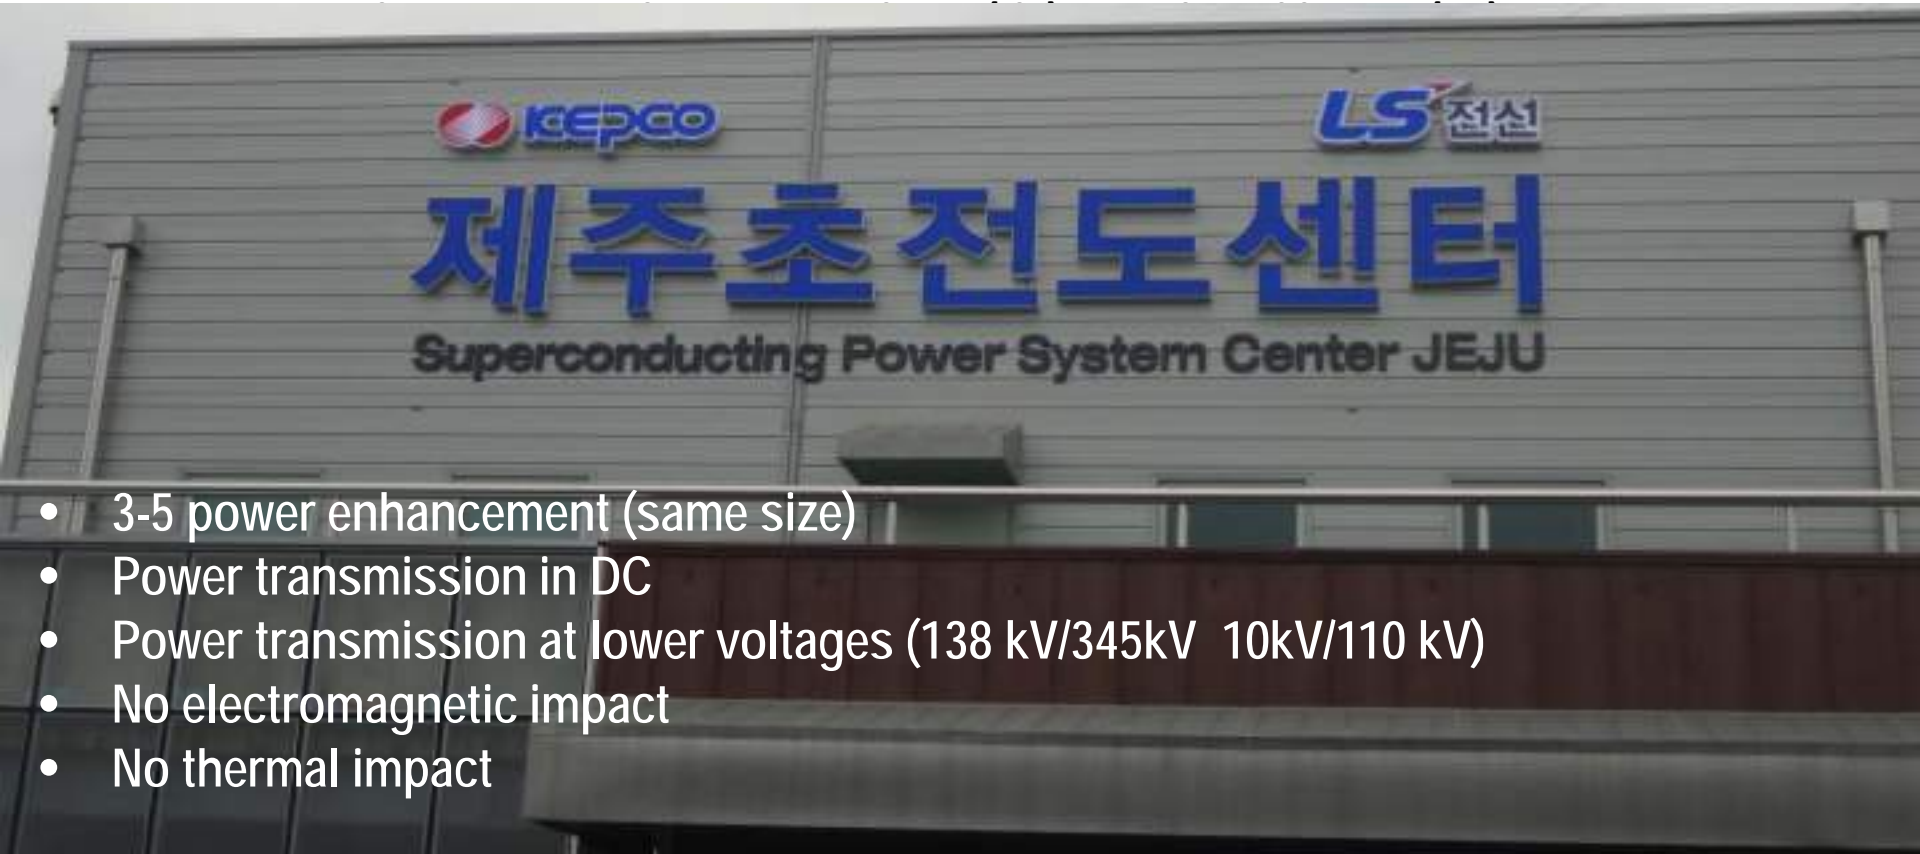 KEPCO
LS 전선
제주초전도센터
Superconducting Power System Center JEJU
• 3-5 power enhancement (same size)
• Power transmission in DC
• Power transmission at lower voltages (138 kV/345kV 10kV/110 kV)
• No electromagnetic impact
• No thermal impact